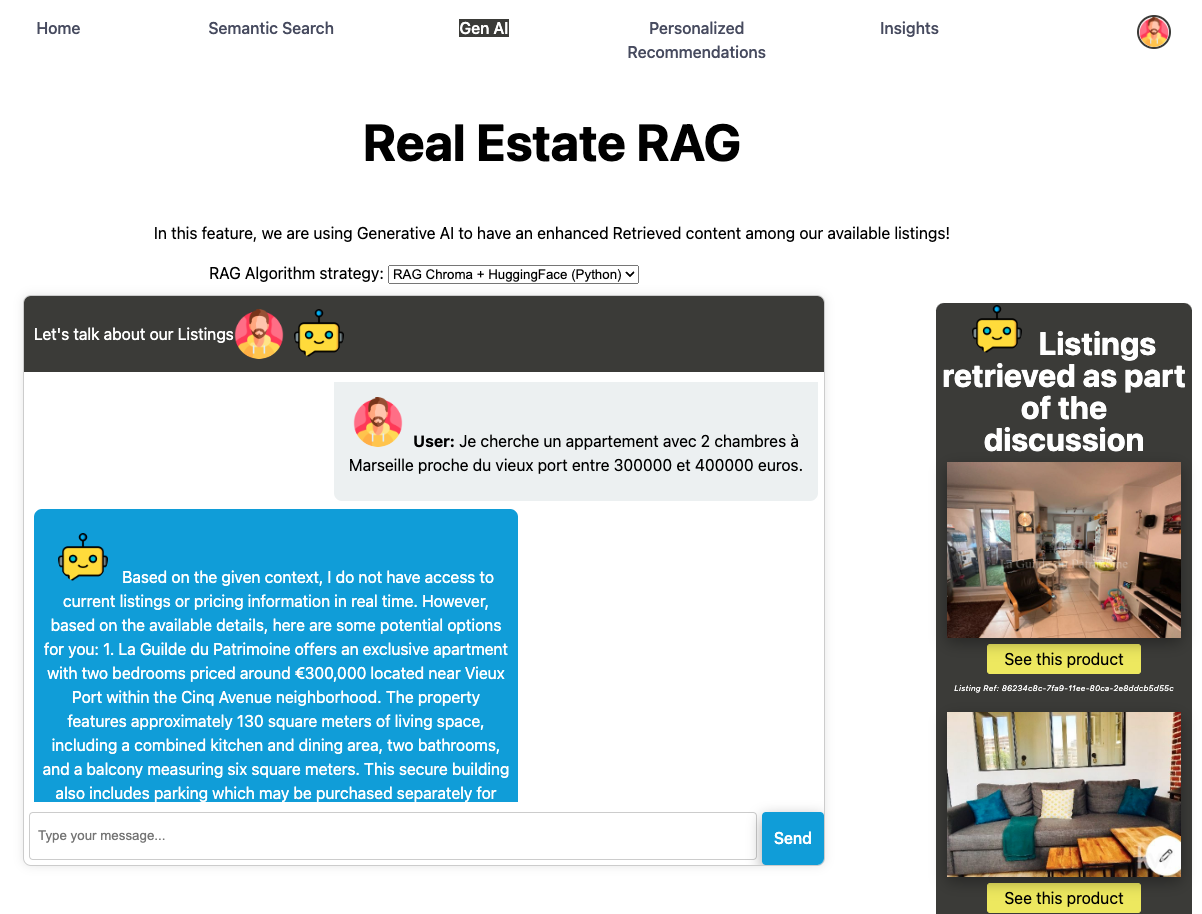 Home
Semantic Search
Gen AI
Personalized
Recommendations
Insights
Real Estate RAG
In this feature, we are using Generative AI to have an enhanced Retrieved content among our available listings!
RAG Algorithm strategy: RAG Chroma + HuggingFace (Python)
Let's talk about our Listings
User: Je cherche un appartement avec 2 chambres à
Marseille proche du vieux port entre 300000 et 400000 euros.
Based on the given context, I do not have access to
current listings or pricing information in real time. However,
based on the available details, here are some potential options
for you: 1. La Guilde du Patrimoine offers an exclusive apartment
with two bedrooms priced around €300,000 located near Vieux
Port within the Cinq Avenue neighborhood. The property
features approximately 130 square meters of living space,
including a combined kitchen and dining area, two bathrooms,
and a balcony measuring six square meters. This secure building
also includes parking which may be purchased separately for
Type your message...
Send
Listings
retrieved as part
of the
discussion
La Guilde du Patrimoine
See this product
Listing Ref: 86234c8c-7fa9-11ee-80ca-2e8ddcb5d55c
See this product